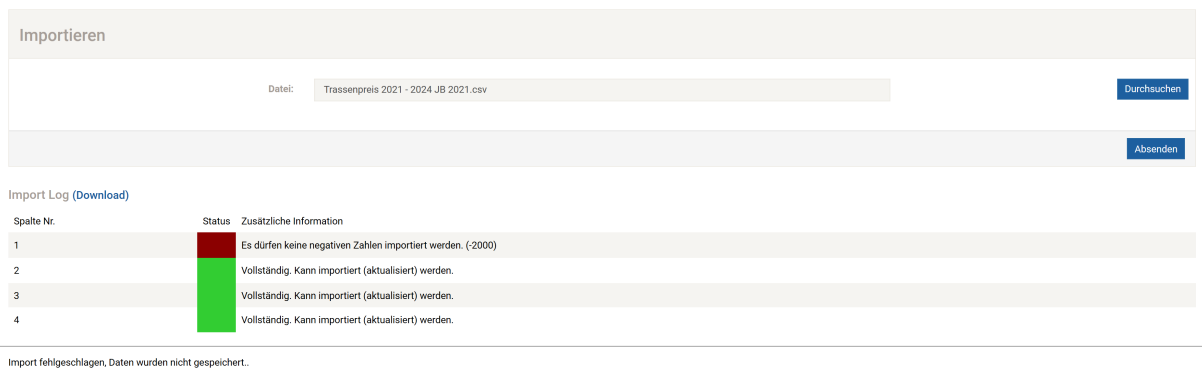 Importieren
Datei: Trassenpreis 2021 - 2024 JB 2021.csv Durchsuchen
Absenden
Import Log (Download)
Spalte Nr. Status Zusätzliche Information
1 Es dürfen keine negativen Zahlen importiert werden. (-2000)
2 Vollständig. Kann importiert (aktualisiert) werden.
3 Vollständig. Kann importiert (aktualisiert) werden.
4 Vollständig. Kann importiert (aktualisiert) werden.
Import fehlgeschlagen, Daten wurden nicht gespeichert..